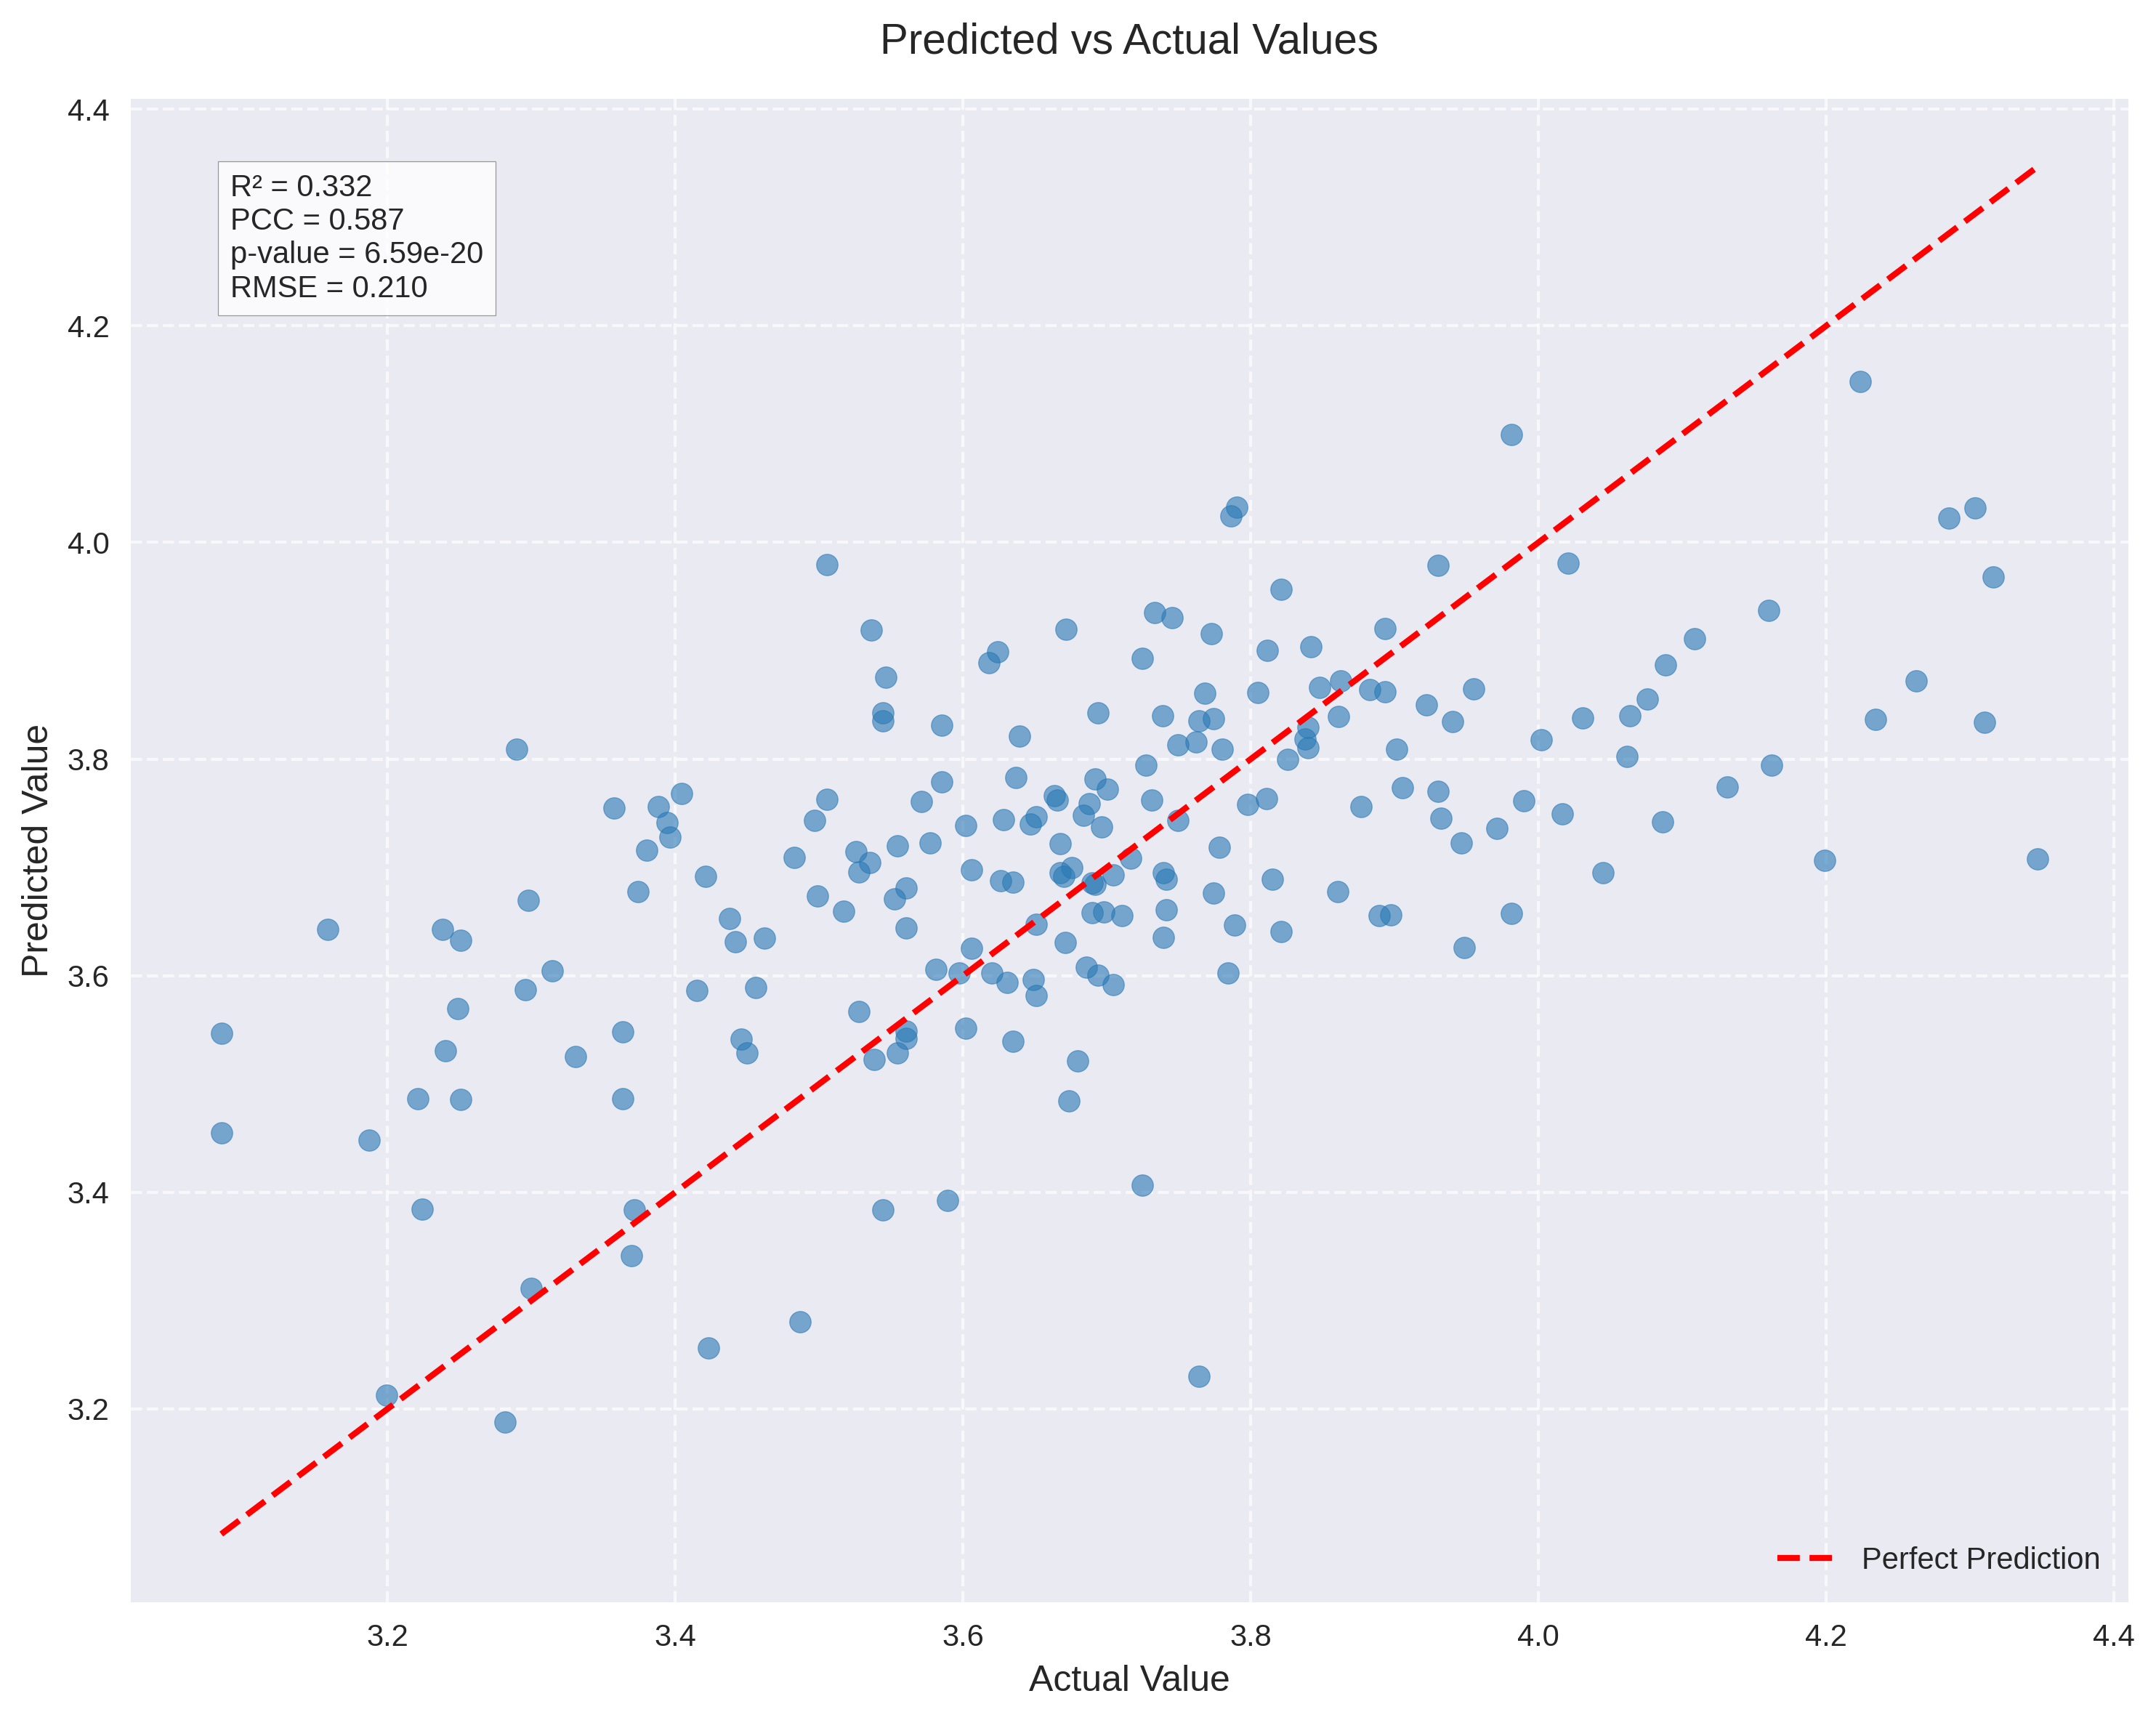 Predicted vs Actual Values
4.4
4.2
4.0
3.8
3.6
3.4
3.2
Predicted Value
R² = 0.332
PCC = 0.587
p-value = 6.59e-20
RMSE = 0.210
Perfect Prediction
3.2 3.4 3.6 3.8 4.0 4.2 4.4
Actual Value